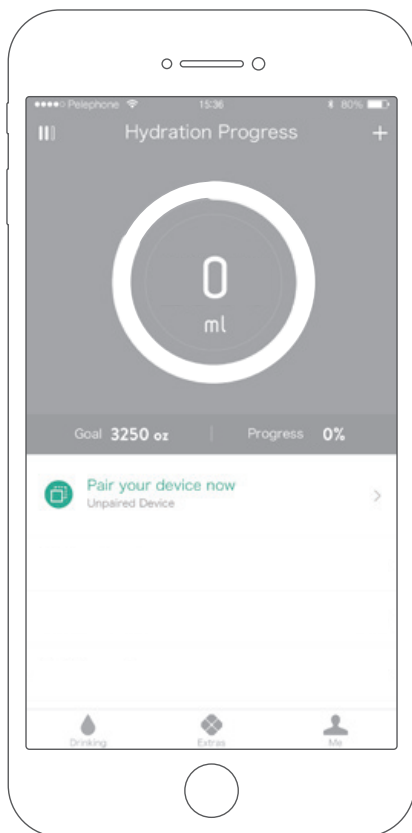 Pelephone 15:36 80%
Hydration Progress +
0
ml
Goal 3250 oz | Progress 0%
Pair your device now
Unpaired Device
Drinking Extras Me